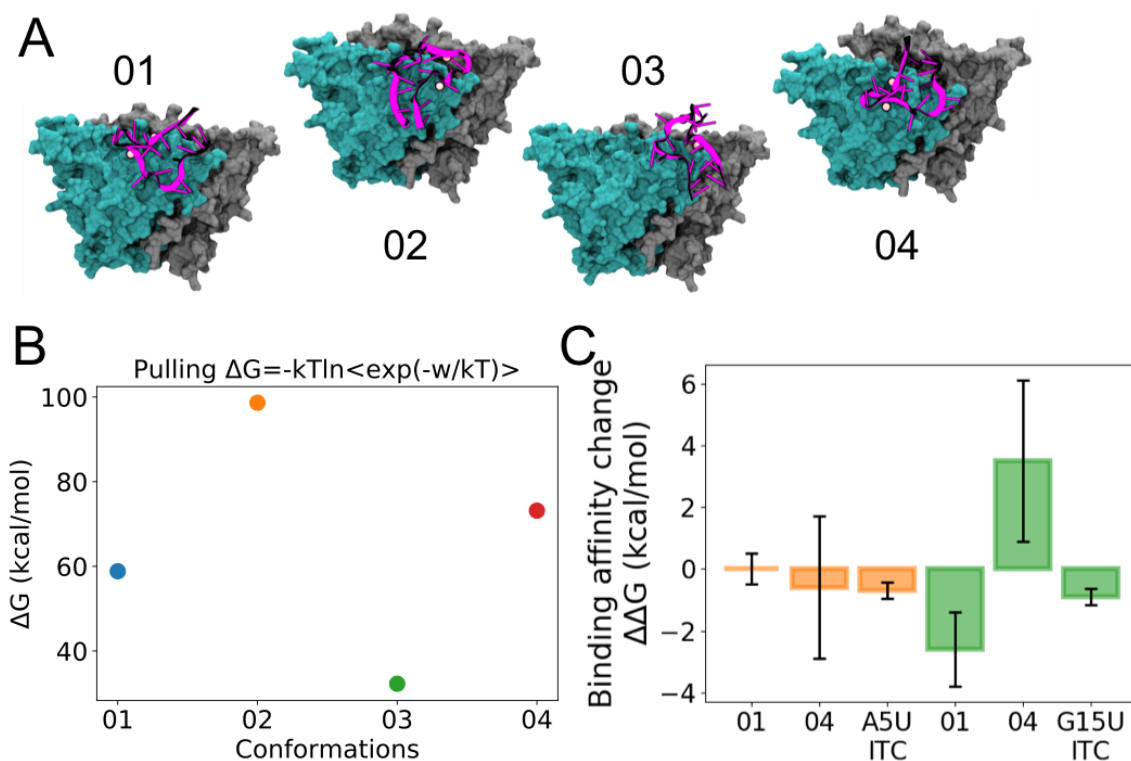 A
01
02
03
04
B
Pulling ΔG=-kTln<exp(-w/kT)>
ΔG (kcal/mol)
100
80
60
40
01 02 03 04
Conformations
C
Binding affinity change
ΔΔG (kcal/mol)
6
4
2
0
−2
−4
01 04 A5U 01 04 G15U
ITC ITC